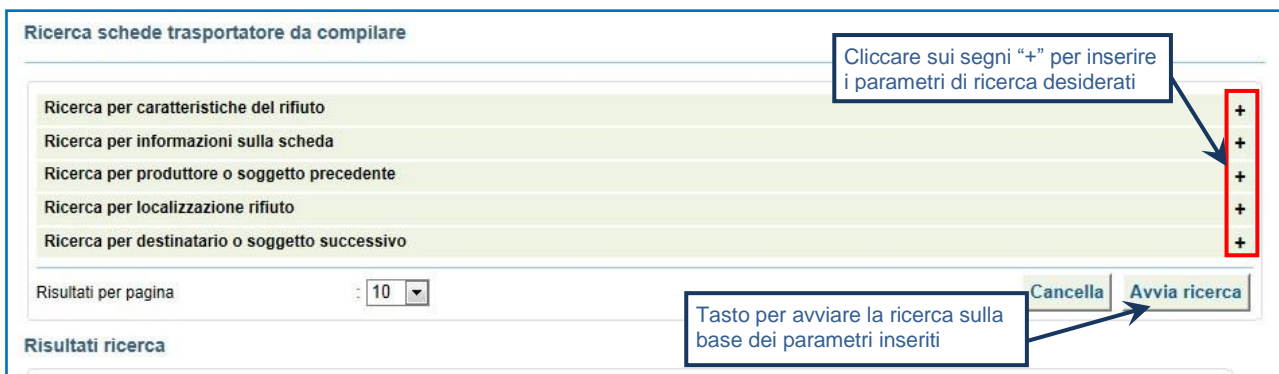 Ricerca schede trasportatore da compilare
Cliccare sui segni “+” per inserire
i parametri di ricerca desiderati
Ricerca per caratteristiche del rifiuto +
Ricerca per informazioni sulla scheda +
Ricerca per produttore o soggetto precedente +
Ricerca per localizzazione rifiuto +
Ricerca per destinatario o soggetto successivo +
Risultati per pagina : 10 Cancella Avvia ricerca
Tasto per avviare la ricerca sulla
base dei parametri inseriti
Risultati ricerca